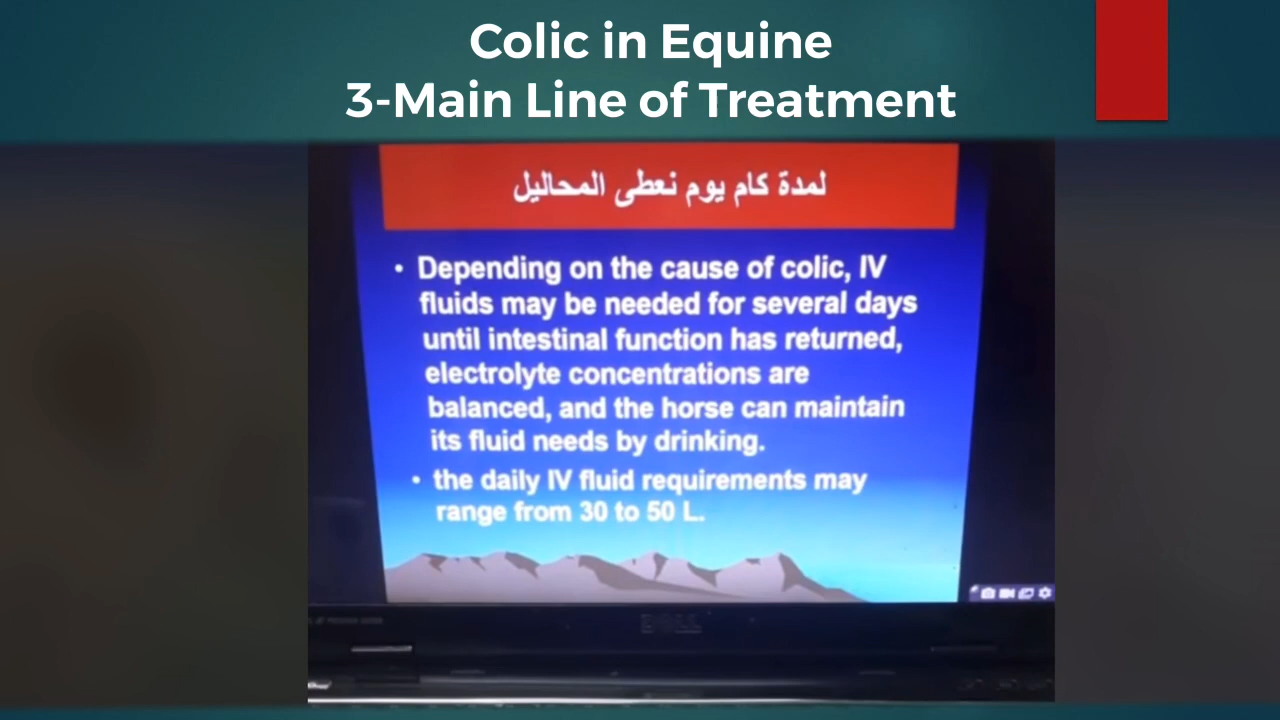 Colic in Equine
3-Main Line of Treatment
لمدة كام يوم نعطى المحاليل
• Depending on the cause of colic, IV
fluids may be needed for several days
until intestinal function has returned,
electrolyte concentrations are
balanced, and the horse can maintain
its fluid needs by drinking.
• the daily IV fluid requirements may
range from 30 to 50 L.
DELL